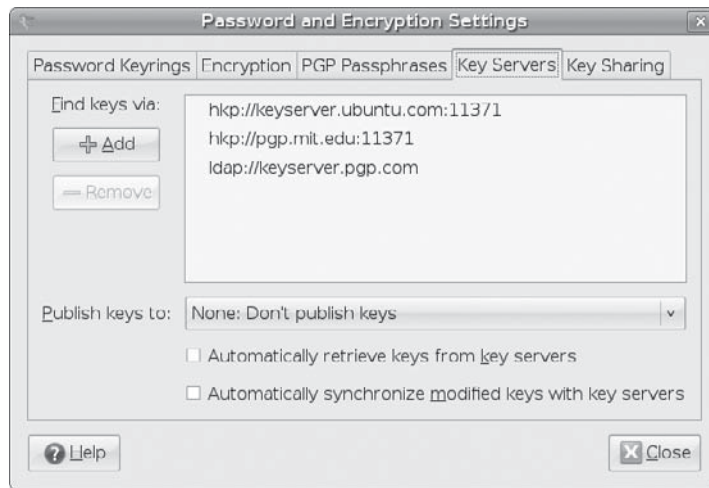 Password and Encryption Settings
Password Keyrings
Encryption
PGP Passphrases
Key Servers
Key Sharing
Find keys via:
Add
Remove
hkp://keyserver.ubuntu.com:11371
hkp://pgp.mit.edu:11371
ldap://keyserver.pgp.com
Publish keys to:
None: Don't publish keys
Automatically retrieve keys from key servers
Automatically synchronize modified keys with key servers
Help
Close